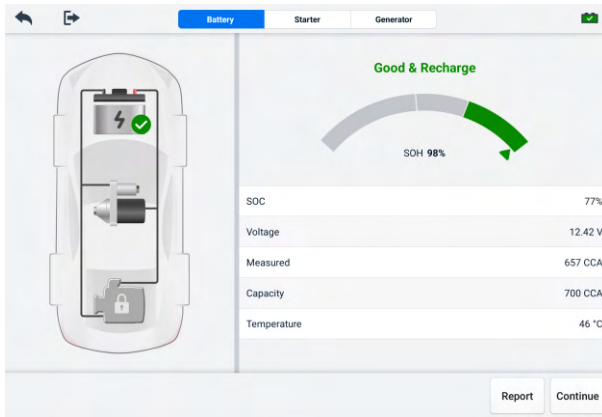 Battery Starter Generator
Good & Recharge
SOH 98%
SOC 77%
Voltage 12.42 V
Measured 657 CCA
Capacity 700 CCA
Temperature 46 °C
Report Continue